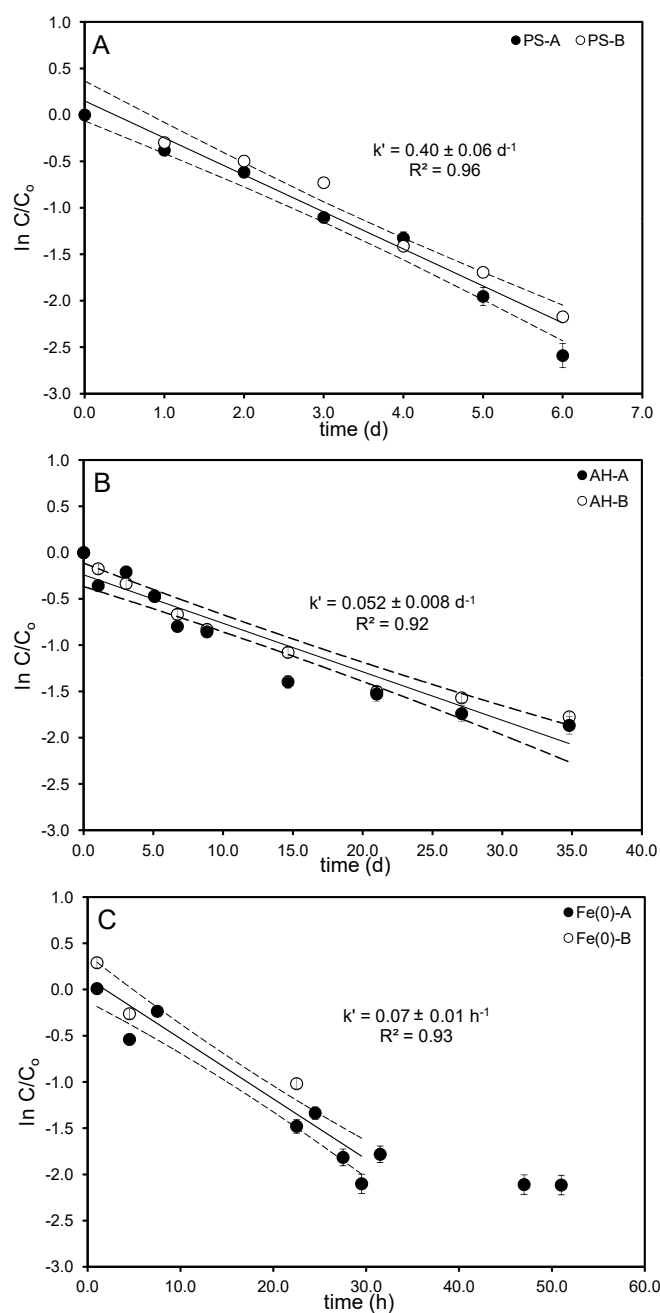 A
PS-A PS-B
1.0
0.5
0.0
-0.5
-1.0
-1.5
-2.0
-2.5
-3.0
ln C/Co
k' = 0.40 ± 0.06 d-1
R² = 0.96
0.0 1.0 2.0 3.0 4.0 5.0 6.0 7.0
time (d)
B
AH-A
AH-B
1.0
0.5
0.0
-0.5
-1.0
-1.5
-2.0
-2.5
-3.0
ln C/Co
k' = 0.052 ± 0.008 d-1
R² = 0.92
0.0 5.0 10.0 15.0 20.0 25.0 30.0 35.0 40.0
time (d)
C
Fe(0)-A
Fe(0)-B
1.0
0.5
0.0
-0.5
-1.0
-1.5
-2.0
-2.5
-3.0
ln C/Co
k' = 0.07 ± 0.01 h-1
R² = 0.93
0.0 10.0 20.0 30.0 40.0 50.0 60.0
time (h)